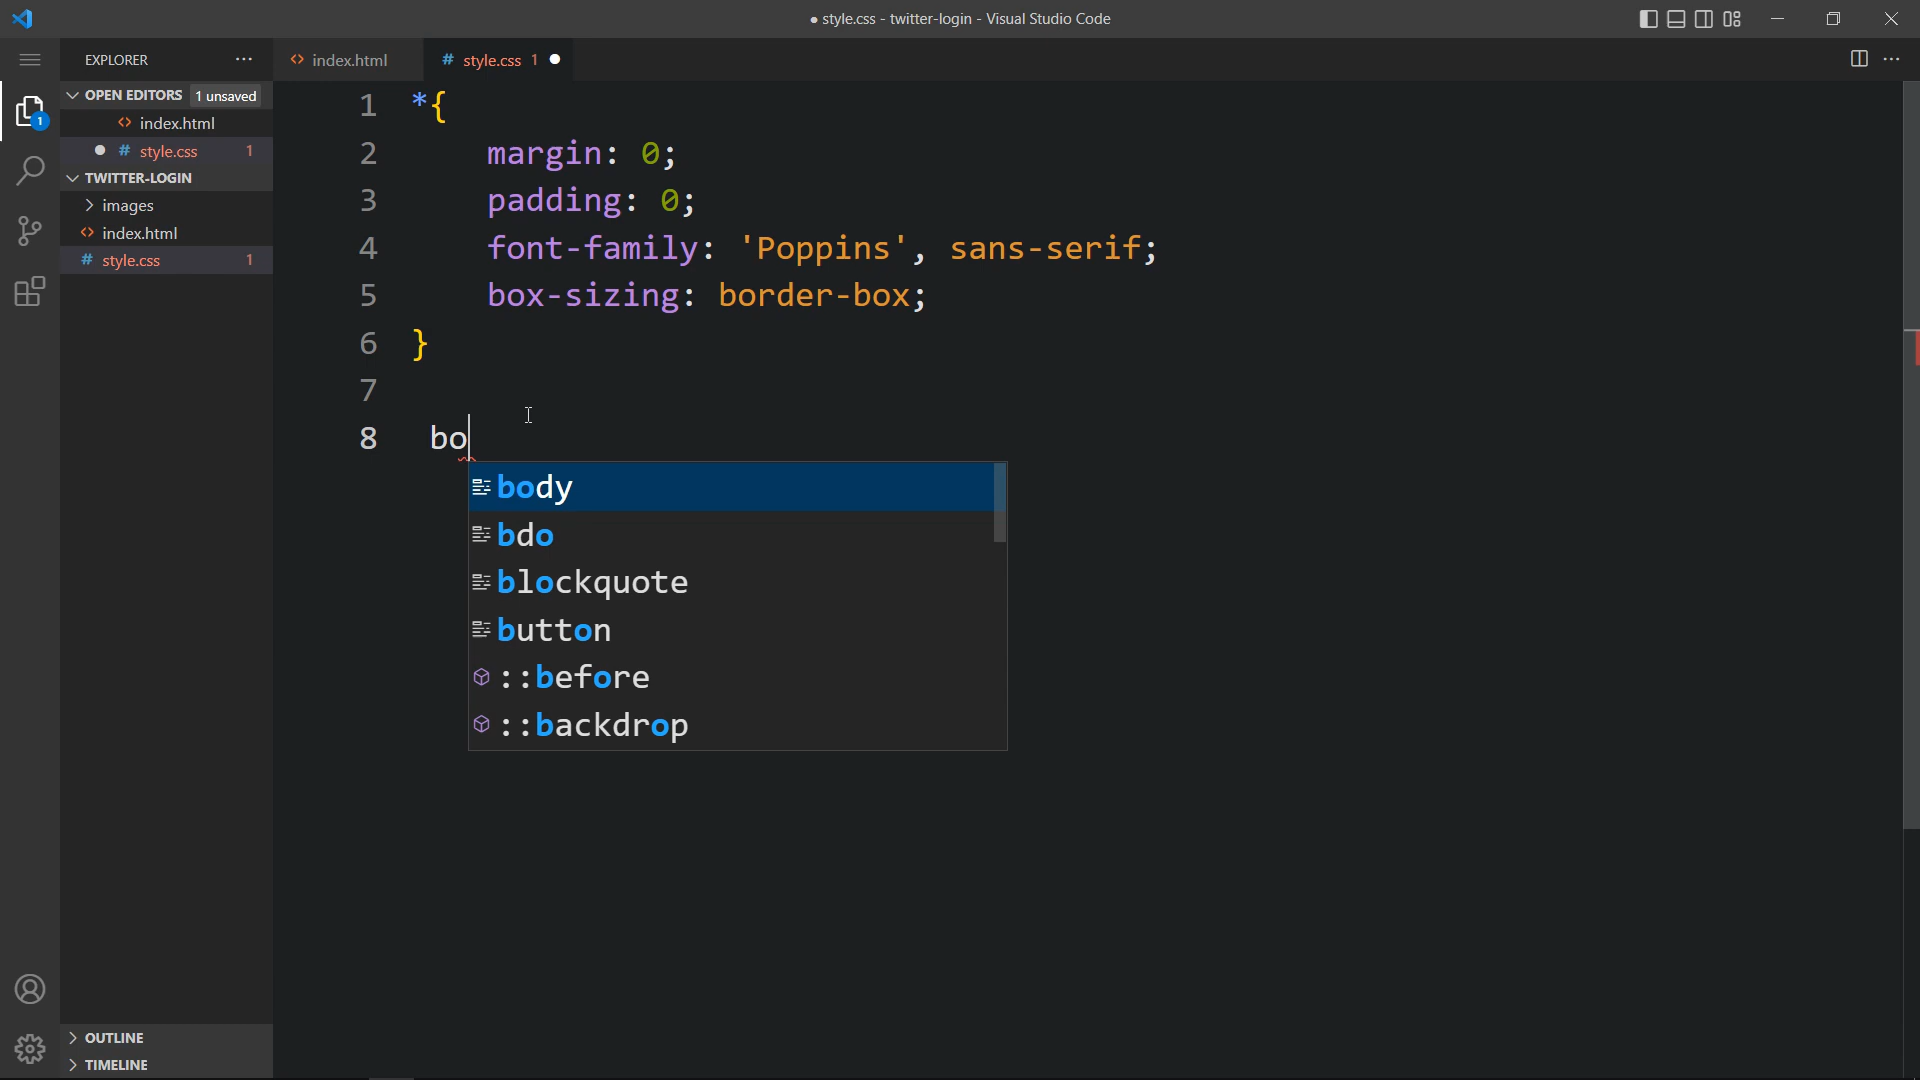 ● style.css - twitter-login - Visual Studio Code
EXPLORER
index.html
style.css 1
OPEN EDITORS 1 unsaved
index.html
# style.css 1
TWITTER-LOGIN
images
index.html
# style.css 1
OUTLINE
TIMELINE
1
1 *{
2 margin: 0;
3 padding: 0;
4 font-family: 'Poppins', sans-serif;
5 box-sizing: border-box;
6 }
7
8 bo
body
bdo
blockquote
button
::before
::backdrop